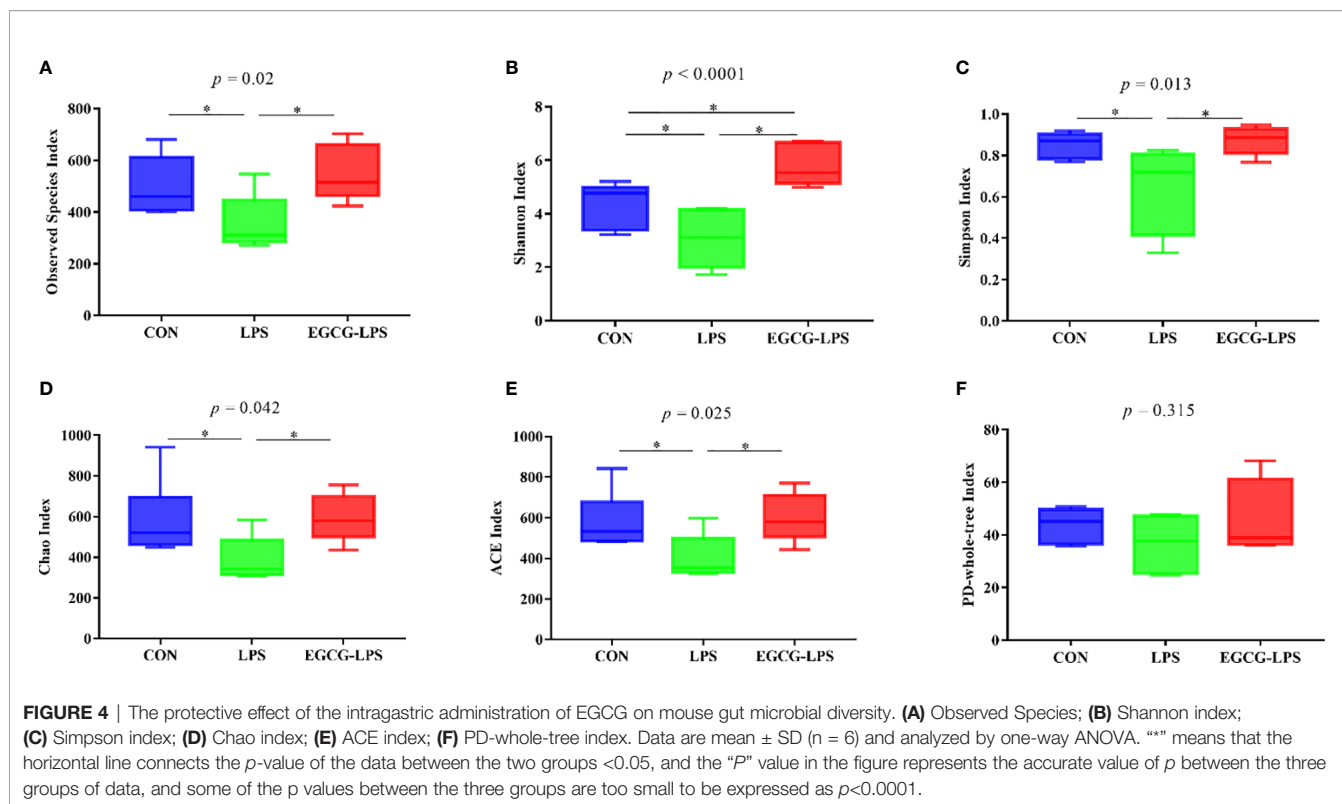 A
p = 0.02
* *
Observed Species Index
800
600
400
200
0
CON LPS EGCG-LPS
B
p < 0.0001
*
* *
Shannon Index
8
6
4
2
0
CON LPS EGCG-LPS
C
p = 0.013
* *
Simpson Index
1.0
0.8
0.6
0.4
0.2
0.0
CON LPS EGCG-LPS
D
p = 0.042
* *
Chao Index
1000
800
600
400
200
0
CON LPS EGCG-LPS
E
p = 0.025
* *
ACE Index
1000
800
600
400
200
0
CON LPS EGCG-LPS
F
p = 0.315
PD-whole-tree Index
80
60
40
20
0
CON LPS EGCG-LPS
FIGURE 4 | The protective effect of the intragastric administration of EGCG on mouse gut microbial diversity. (A) Observed Species; (B) Shannon index;
(C) Simpson index; (D) Chao index; (E) ACE index; (F) PD-whole-tree index. Data are mean ± SD (n = 6) and analyzed by one-way ANOVA. “*” means that the
horizontal line connects the p-value of the data between the two groups <0.05, and the “P” value in the figure represents the accurate value of p between the three
groups of data, and some of the p values between the three groups are too small to be expressed as p<0.0001.